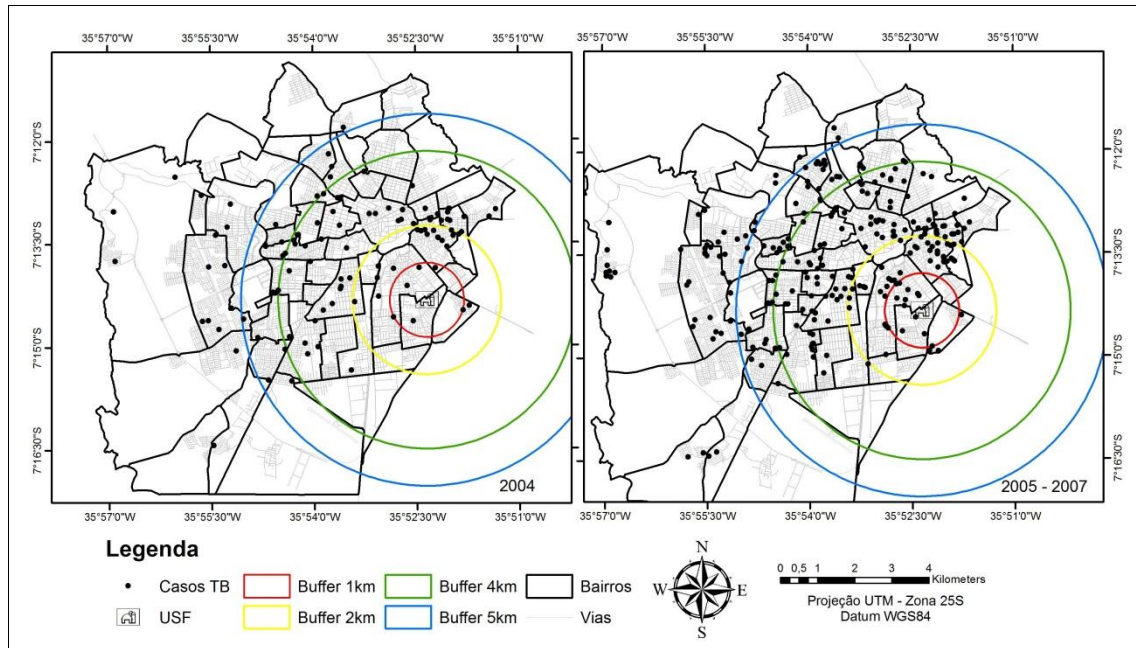 35°57'0"W 35°55'30"W 35°54'0"W 35°52'30"W 35°51'0"W
35°57'0"W 35°55'30"W 35°54'0"W 35°52'30"W 35°51'0"W
7°12'0"S
7°13'30"S
7°15'0"S
7°16'30"S
7°12'0"S
7°13'30"S
7°15'0"S
7°16'30"S
2004
2005 - 2007
35°57'0"W 35°55'30"W 35°54'0"W 35°52'30"W 35°51'0"W
35°57'0"W 35°55'30"W 35°54'0"W 35°52'30"W 35°51'0"W
Legenda
Casos TB Buffer 1km Buffer 4km Bairros
USF Buffer 2km Buffer 5km Vias
N
W E
S
0 0,5 1 2 3 4
Kilometers
Projeção UTM - Zona 25S
Datum WGS84